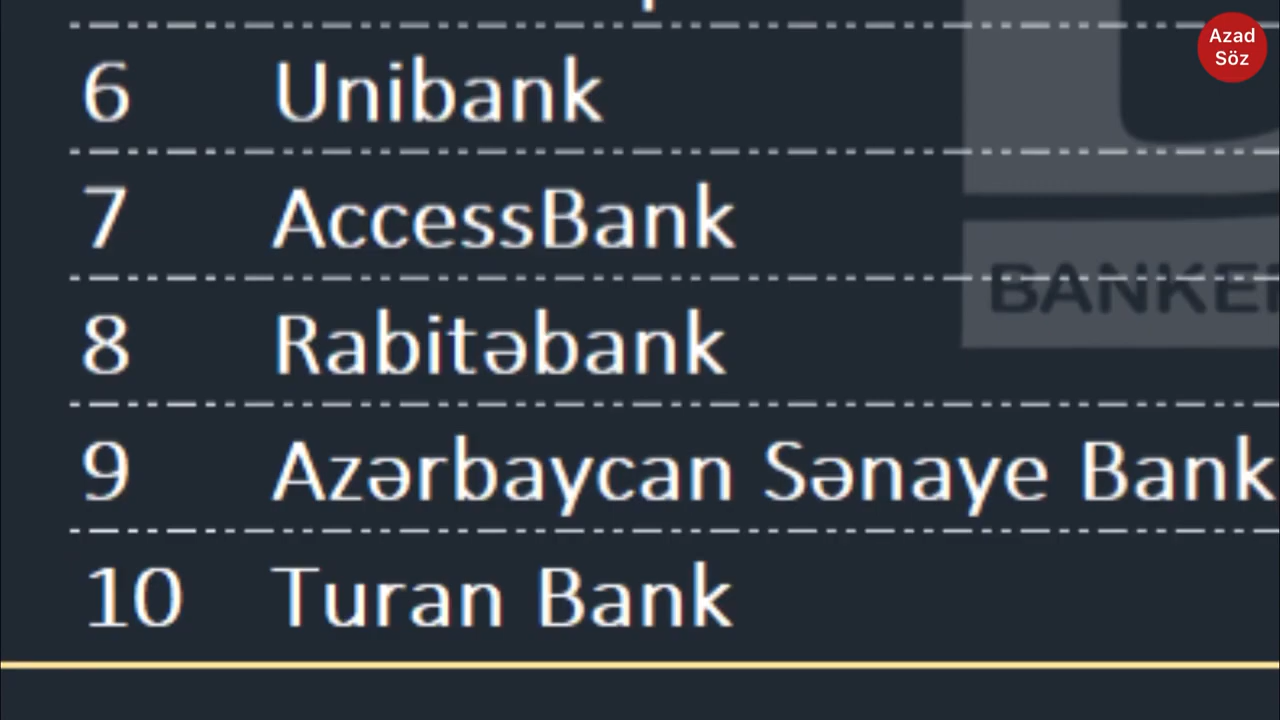 Azad
Söz
6 Unibank
7 AccessBank
8 Rabitəbank
9 Azərbaycan Sənaye Bank
10 Turan Bank